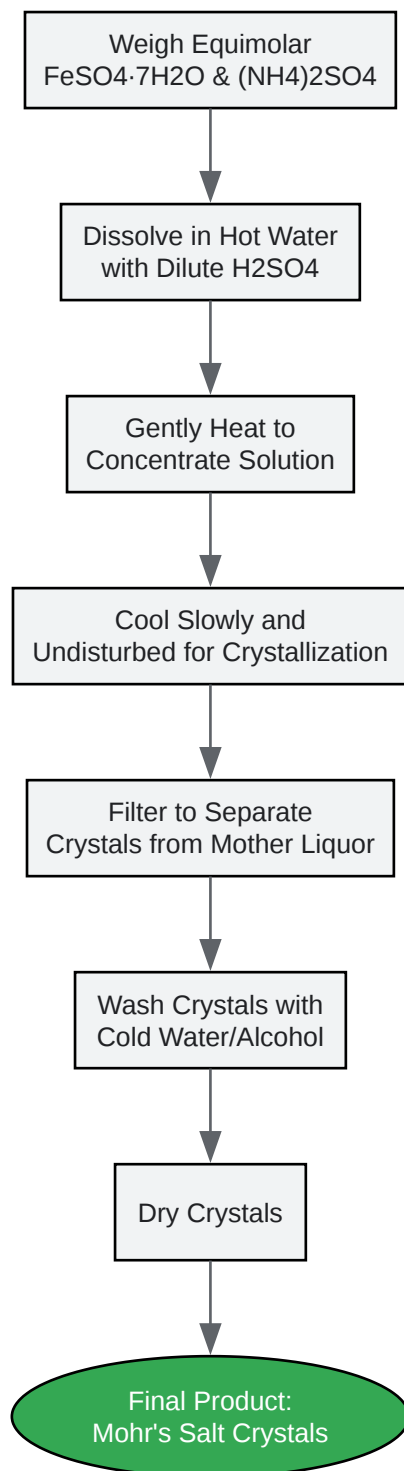 Weigh Equimolar
FeSO4·7H2O & (NH4)2SO4
Dissolve in Hot Water
with Dilute H2SO4
Gently Heat to
Concentrate Solution
Cool Slowly and
Undisturbed for Crystallization
Filter to Separate
Crystals from Mother Liquor
Wash Crystals with
Cold Water/Alcohol
Dry Crystals
Final Product:
Mohr's Salt Crystals